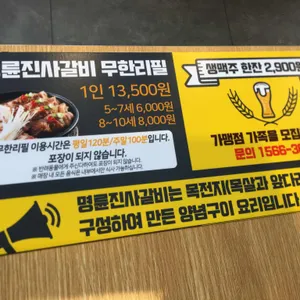 륜진사갈비 무한리필
1인 13,500원
5~7세 6,000원
8~10세 8,000원
무한리필 이용시간은 평일120분/주말100분입니다.
포장이 되지 않습니다.
생맥주 한잔 2,900원
가맹점 가족을 모
문의 1566-3
명륜진사갈비는 목전지(목살과 앞다리
구성하여 만든 양념구이 요리입니다